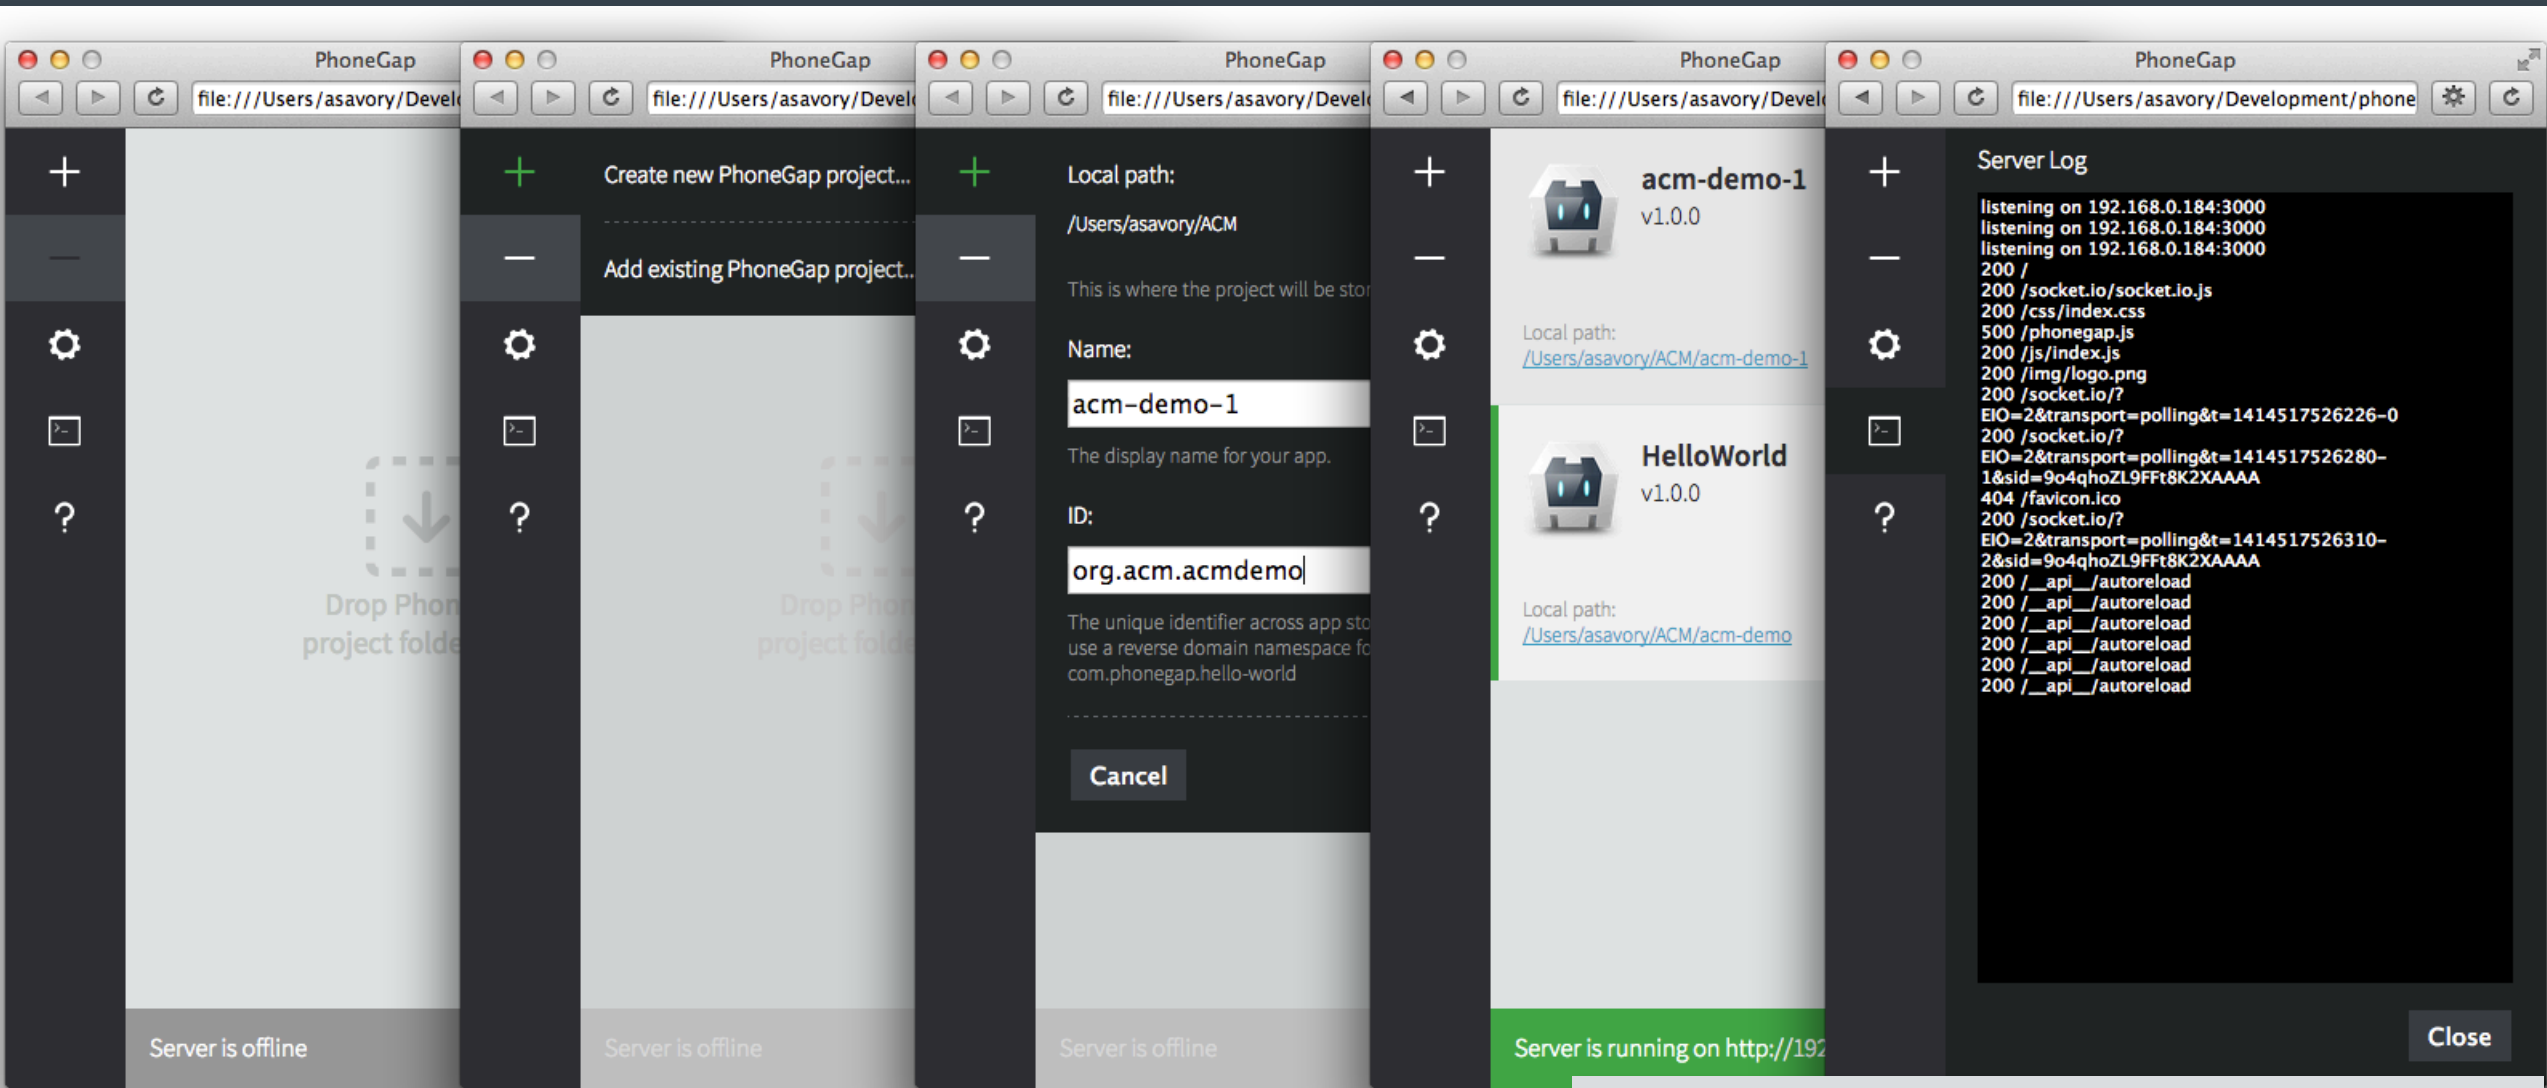 PhoneGap
file:///Users/asavory/Devel
Server is offline
Drop Phon
project folde
PhoneGap
file:///Users/asavory/Devel
Create new PhoneGap project...
Add existing PhoneGap project...
Drop Phon
project folde
Server is offline
PhoneGap
file:///Users/asavory/Devel
Local path:
/Users/asavory/ACM
This is where the project will be stor
Name:
acm-demo-1
The display name for your app.
ID:
org.acm.acmdemo
The unique identifier across app sto
use a reverse domain namespace fo
com.phonegap.hello-world
Cancel
Server is offline
PhoneGap
file:///Users/asavory/Devel
acm-demo-1
v1.0.0
Local path:
/Users/asavory/ACM/acm-demo-1
HelloWorld
v1.0.0
Local path:
/Users/asavory/ACM/acm-demo
Server is running on http://192
PhoneGap
file:///Users/asavory/Development/phone
Server Log
listening on 192.168.0.184:3000
listening on 192.168.0.184:3000
listening on 192.168.0.184:3000
200 /
200 /socket.io/socket.io.js
200 /css/index.css
500 /phonegap.js
200 /js/index.js
200 /img/logo.png
200 /socket.io/?
EIO=2&transport=polling&t=1414517526226-0
200 /socket.io/?
EIO=2&transport=polling&t=1414517526280-
1&sid=9o4qhoZL9FFt8K2XAAAA
404 /favicon.ico
200 /socket.io/?
EIO=2&transport=polling&t=1414517526310-
2&sid=9o4qhoZL9FFt8K2XAAAA
200 /__api__/autoreload
200 /__api__/autoreload
200 /__api__/autoreload
200 /__api__/autoreload
200 /__api__/autoreload
200 /__api__/autoreload
Close